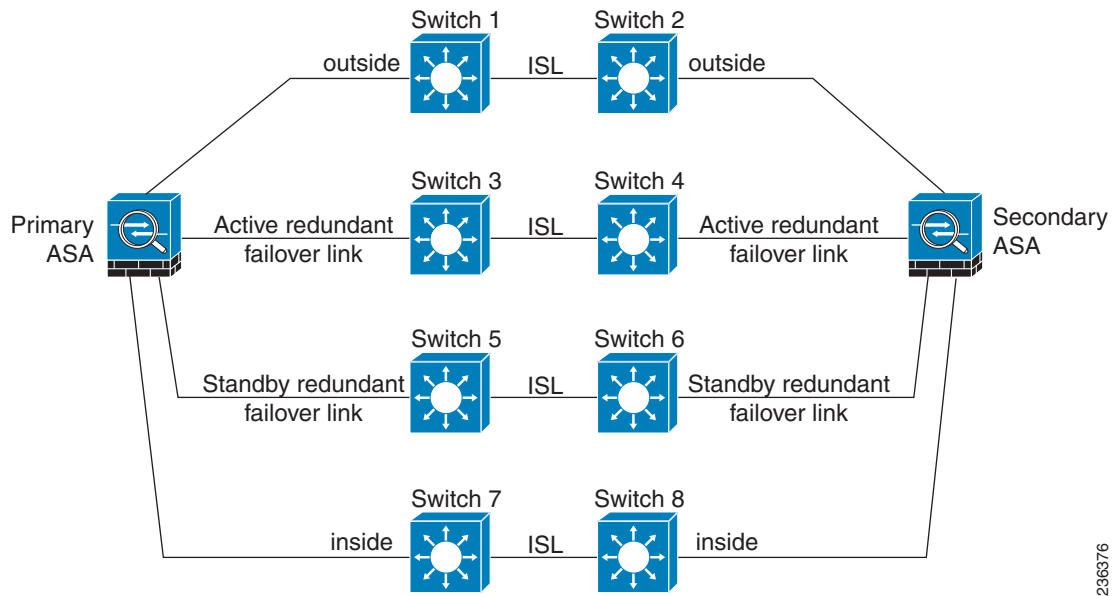 Switch 1
Switch 2
outside
ISL
outside
Switch 3
Switch 4
Primary
ASA
Active redundant
failover link
ISL
Active redundant
failover link
Secondary
ASA
Switch 5
Switch 6
Standby redundant
failover link
ISL
Standby redundant
failover link
Switch 7
Switch 8
inside
ISL
inside
236376